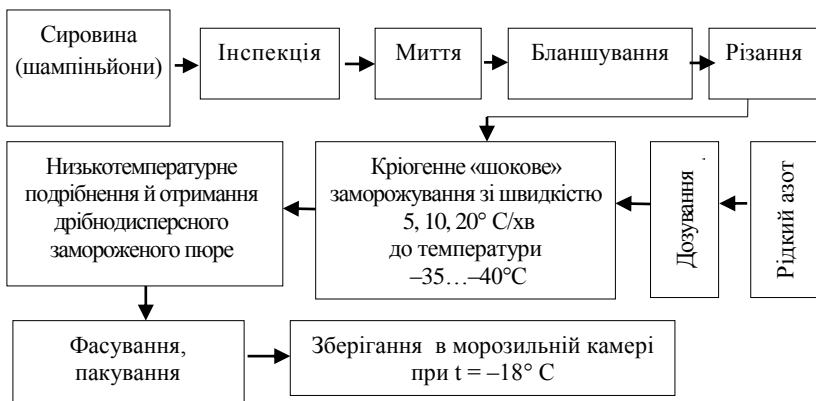 Сировина
(шампіньйони)
Інспекція
Миття
Бланшування
Різання
Низькотемпературне
подрібнення й отримання
дрібнодисперсного
замороженого пюре
Кріогенне «шокове»
заморожування зі швидкістю
5, 10, 20° С/хв
до температури
–35…–40°С
Дозування
Рідкий азот
Фасування,
пакування
Зберігання в морозильній камері
при t = –18° С